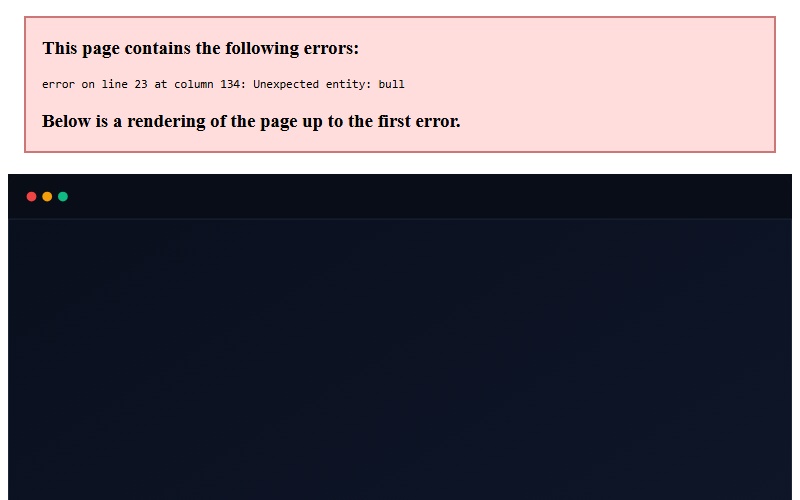 This page contains the following errors:
error on line 23 at column 134: Unexpected entity: bull
Below is a rendering of the page up to the first error.